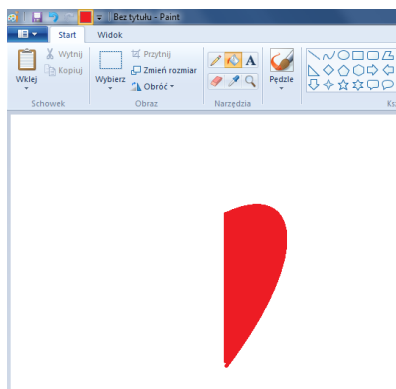 Bez tytułu - Paint
Start Widok
Wklej
Wytnij
Kopiuj
Schowek
Wybierz
Przytnij
Zmień rozmiar
Obróć
Obraz
A
Narzędzia
Pędzle
Ks